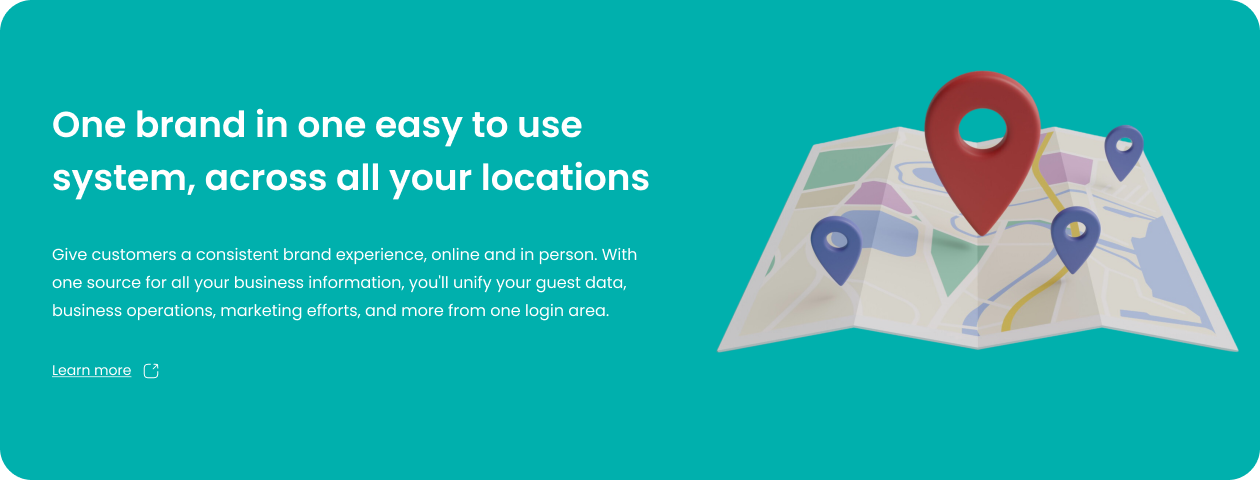 One brand in one easy to use
system, across all your locations
Give customers a consistent brand experience, online and in person. With
one source for all your business information, you'll unify your guest data,
business operations, marketing efforts, and more from one login area.
Learn more